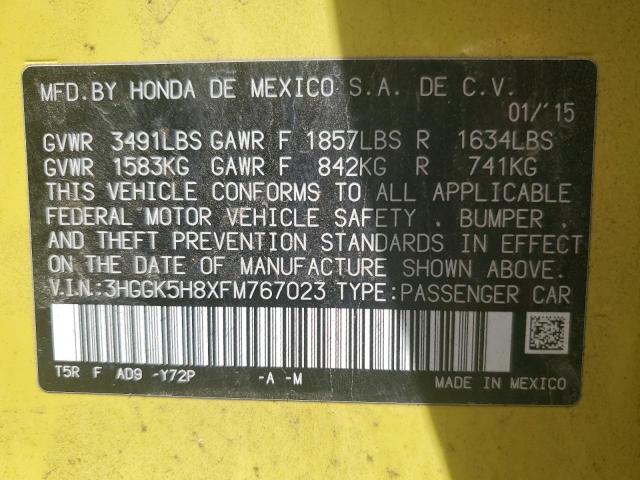 MFD.BY HONDA DE MEXICO S.A. DE C.V.
01/'15
GVWR 3491LBS GAWR F 1857LBS R 1634LBS
GVWR 1583KG GAWR F 842KG R 741KG
THIS VEHICLE CONFORMS TO ALL APPLICABLE
FEDERAL MOTOR VEHICLE SAFETY , BUMPER ,
AND THEFT PREVENTION STANDARDS IN EFFECT
ON THE DATE OF MANUFACTURE SHOWN ABOVE.
V.I.N.:3HGGK5H8XFM767023 TYPE:PASSENGER CAR
T5R F AD9 -Y72P -A -M
MADE IN MEXICO